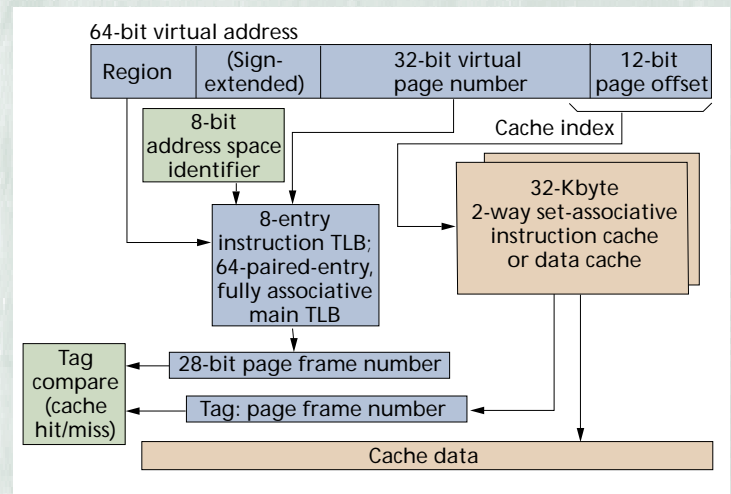 64-bit virtual address
Region
(Sign-
extended)
32-bit virtual
page number
12-bit
page offset
Cache index
8-bit
address space
identifier
32-Kbyte
2-way set-associative
instruction cache
or data cache
8-entry
instruction TLB;
64-paired-entry,
fully associative
main TLB
Tag
compare
(cache
hit/miss)
28-bit page frame number
Tag: page frame number
Cache data